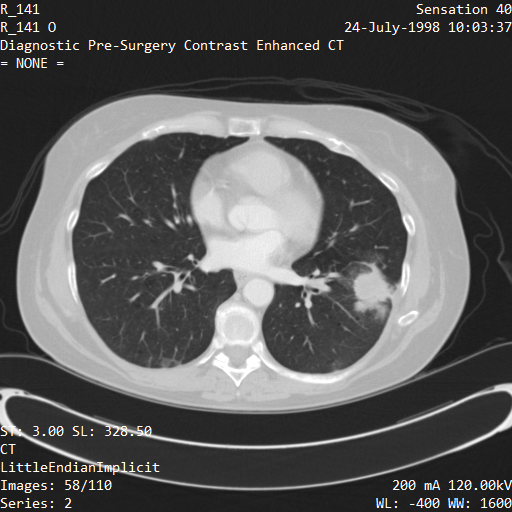 R_141
Sensation 40
R_141 O
24-July-1998 10:03:37
Diagnostic Pre-Surgery Contrast Enhanced CT
= NONE =
ST: 3.00 SL: 328.50
CT
LittleEndianImplicit
Images: 58/110
200 mA 120.00kV
Series: 2
WL: -400 WW: 1600